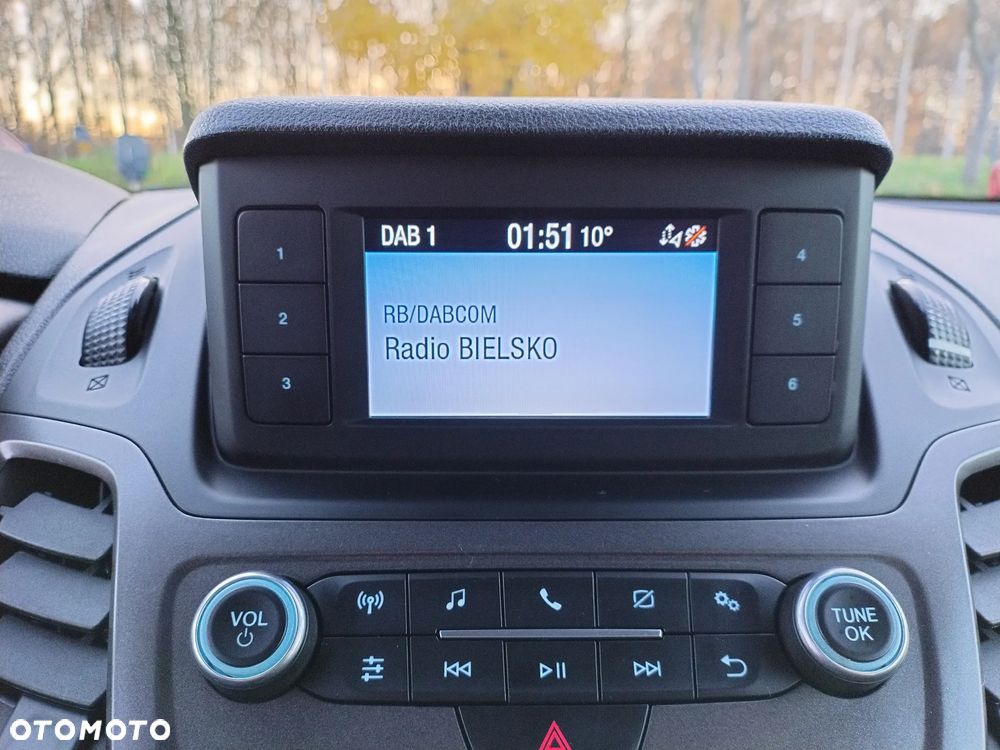 DAB 1 01:51 10°
1
4
RB/DABCOM
2
5
Radio BIELSKO
3
6
VOL
TUNE
OK
OTOMOTO